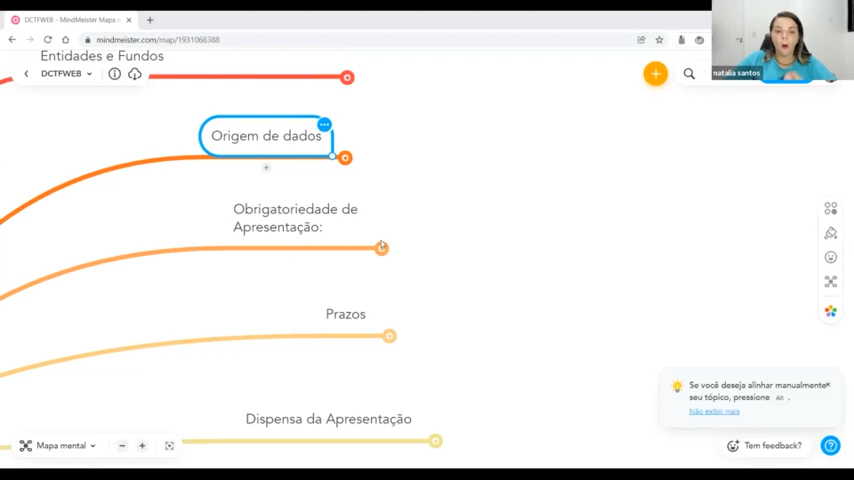 DCTFWEB - MindMeister Mapa
mindmeister.com/map/1931068388
Entidades e Fundos
DCTFWEB
natalia santos
Origem de dados
Obrigatoriedade de
Apresentação:
Prazos
Se você deseja alinhar manualmente
seu tópico, pressione Alt .
Não exibir mais
Dispensa da Apresentação
Mapa mental
Tem feedback?